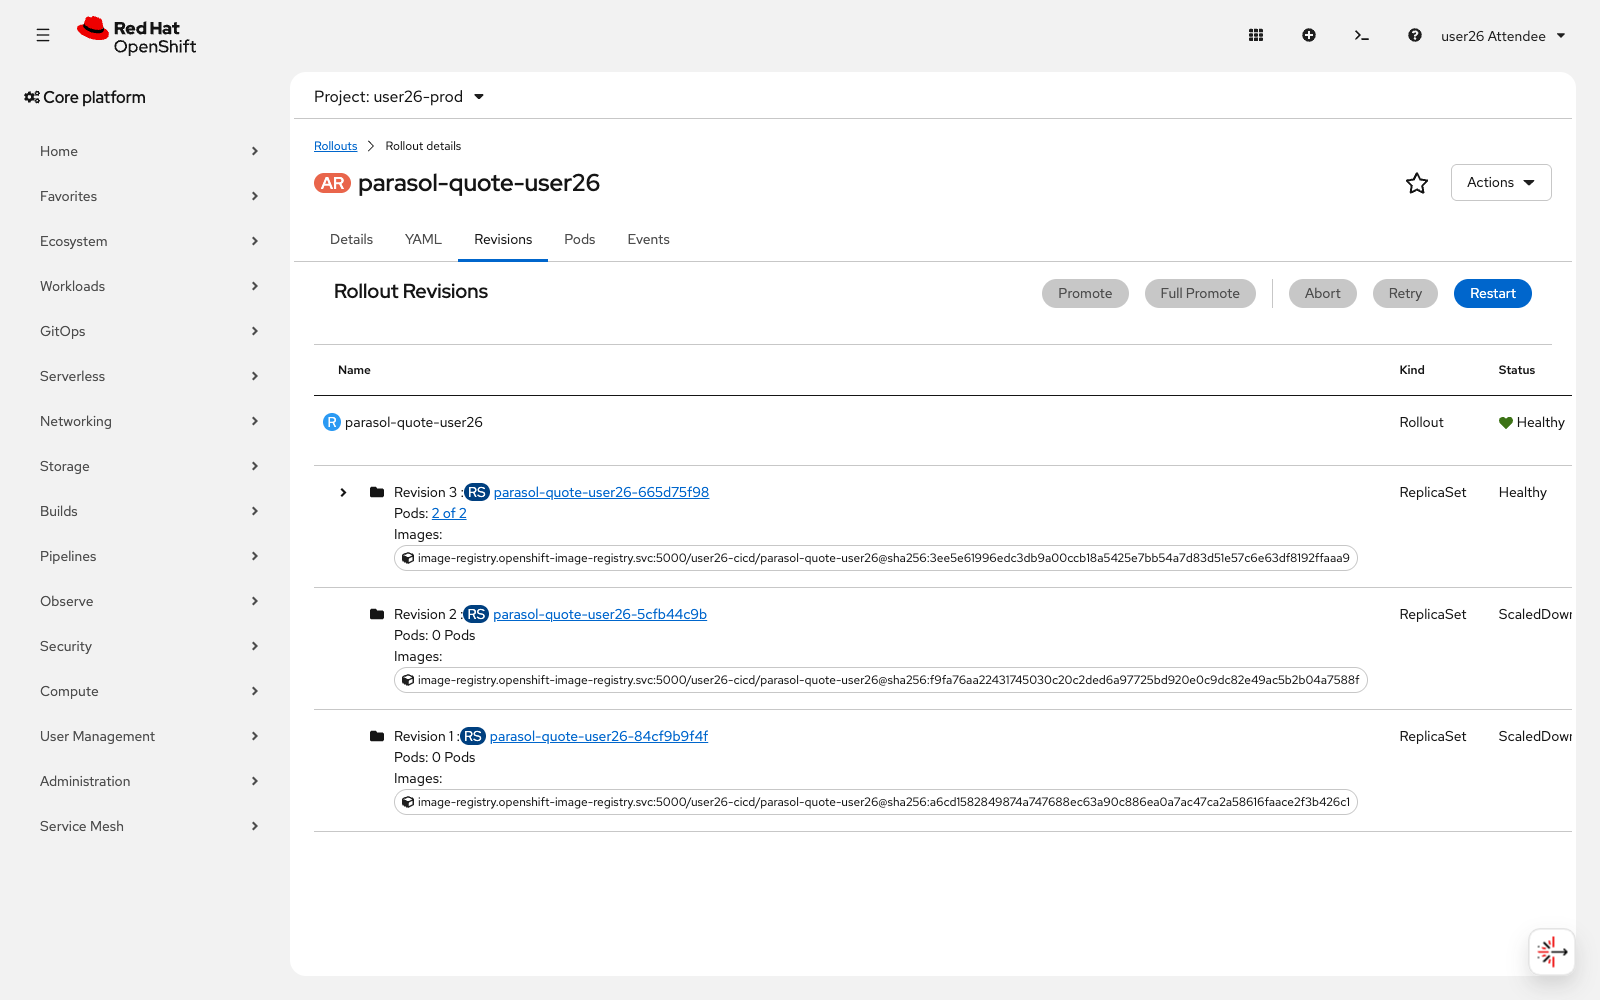 Red Hat
OpenShift
user26 Attendee
Core platform
Home
Favorites
Ecosystem
Workloads
GitOps
Serverless
Networking
Storage
Builds
Pipelines
Observe
Security
Compute
User Management
Administration
Service Mesh
Project: user26-prod
Rollouts Rollout details
AR parasol-quote-user26
Actions
Details YAML Revisions Pods Events
Rollout Revisions
Promote Full Promote Abort Retry Restart
Name Kind Status
R parasol-quote-user26 Rollout Healthy
Revision 3 : RS parasol-quote-user26-665d75f98 ReplicaSet Healthy
Pods: 2 of 2
Images:
image-registry.openshift-image-registry.svc:5000/user26-cicd/parasol-quote-user26@sha256:3ee5e61996edc3db9a00ccb18a5425e7bb54a7d83d51e57c6e63df8192ffaaa9
Revision 2 : RS parasol-quote-user26-5cfb44c9b ReplicaSet ScaledDown
Pods: 0 Pods
Images:
image-registry.openshift-image-registry.svc:5000/user26-cicd/parasol-quote-user26@sha256:f9fa76aa22431745030c20c2ded6a97725bd920e0c9dc82e49ac5b2b04a7588f
Revision 1 : RS parasol-quote-user26-84cf9b9f4f ReplicaSet ScaledDown
Pods: 0 Pods
Images:
image-registry.openshift-image-registry.svc:5000/user26-cicd/parasol-quote-user26@sha256:a6cd1582849874a747688ec63a90c886ea0a7ac47ca2a58616faace2f3b426c1